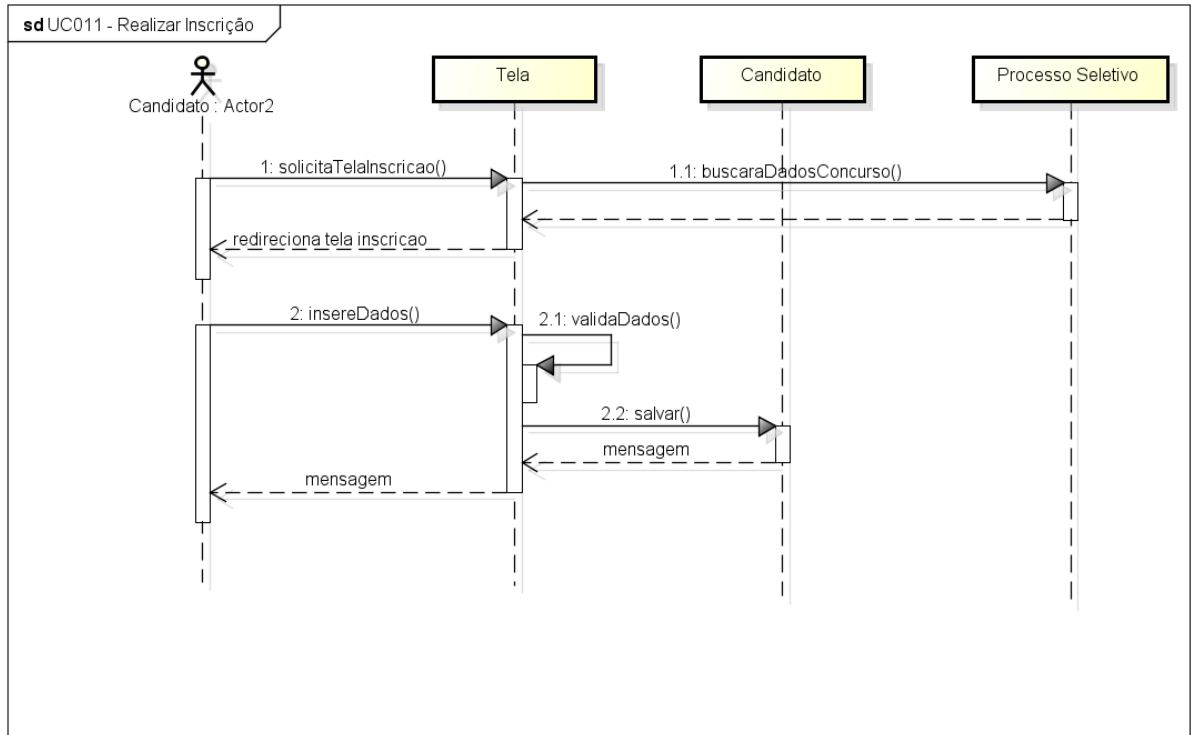 sd UC011 - Realizar Inscrição
Candidato : Actor2
Tela
Candidato
Processo Seletivo
1: solicitaTelaInscricao()
1.1: buscaraDadosConcurso()
redireciona tela inscricao
2: insereDados()
2.1: validaDados()
2.2: salvar()
mensagem
mensagem